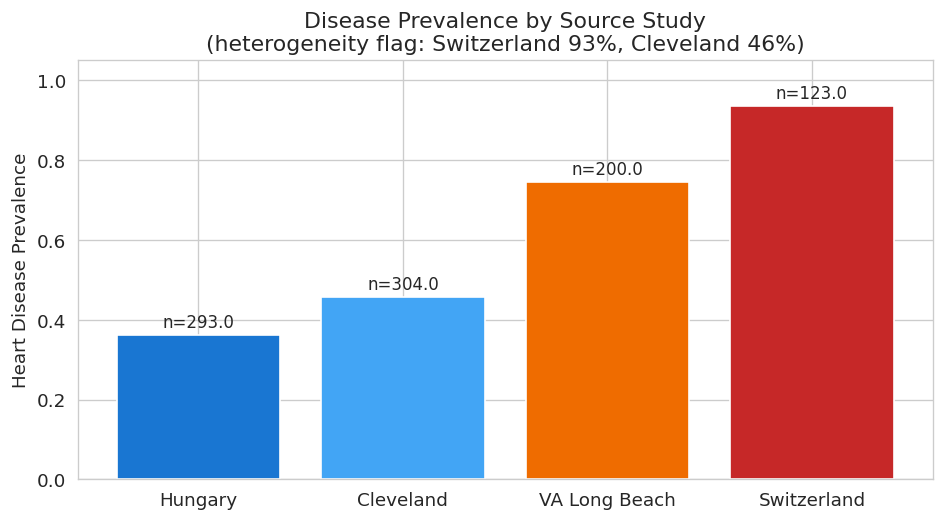 Disease Prevalence by Source Study
(heterogeneity flag: Switzerland 93%, Cleveland 46%)
Heart Disease Prevalence
1.0
0.8
0.6
0.4
0.2
0.0
n=293.0
n=304.0
n=200.0
n=123.0
Hungary
Cleveland
VA Long Beach
Switzerland